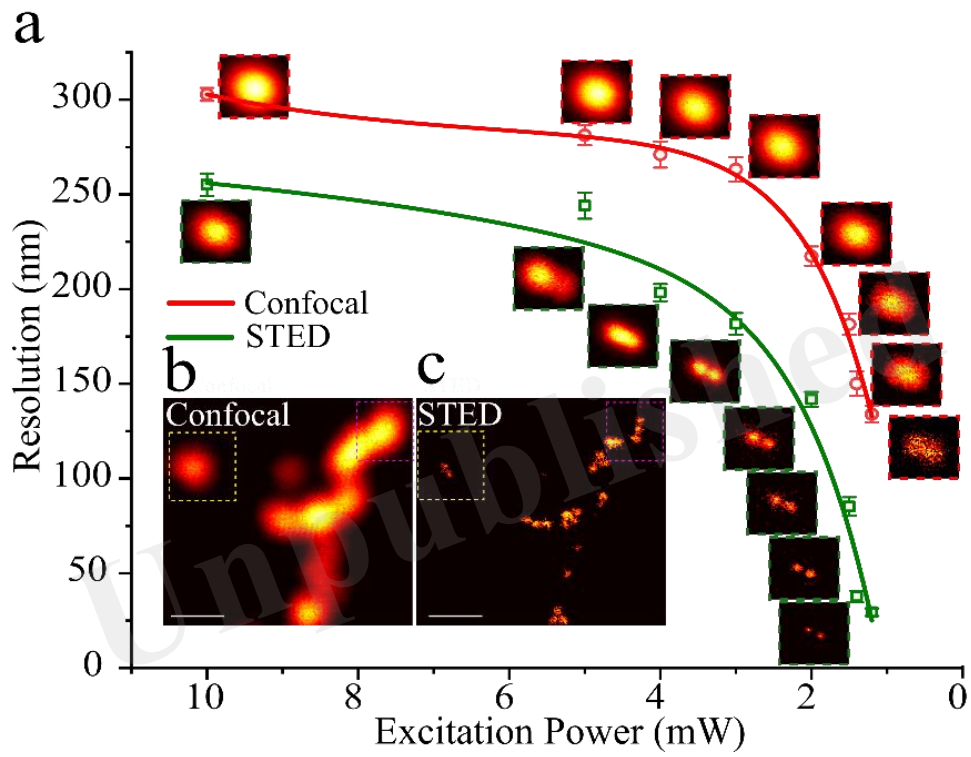 a
Resolution (nm)
300
250
200
150
100
50
0
Confocal
STED
b
Confocal
c
STED
Unpublished
10
8
6
4
2
0
Excitation Power (mW)